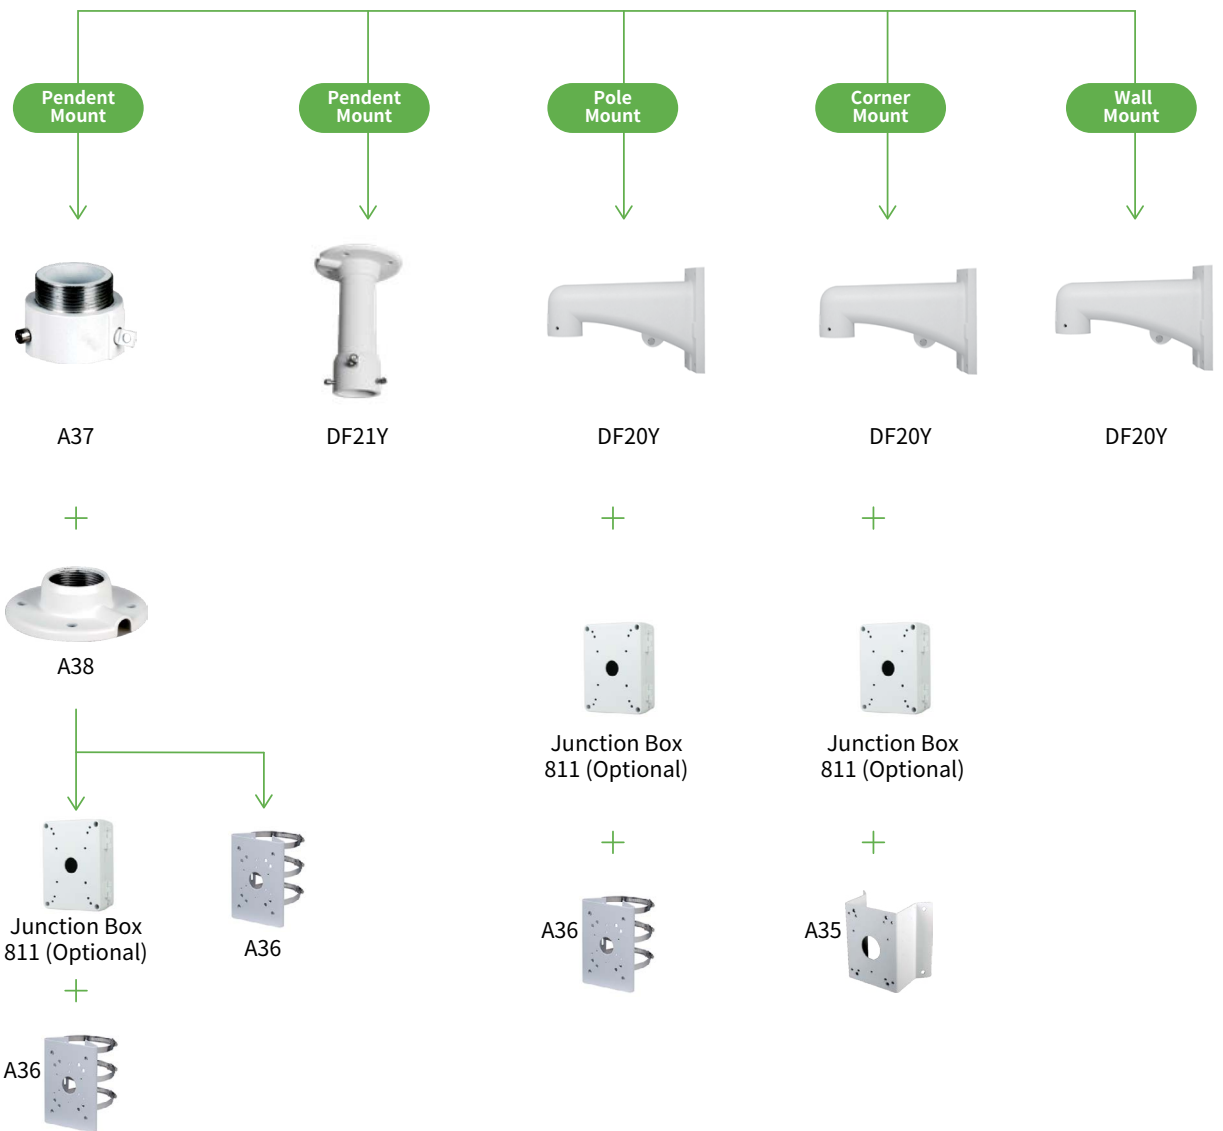 Pendent
Mount
Pendent
Mount
Pole
Mount
Corner
Mount
Wall
Mount
A37
DF21Y
DF20Y
DF20Y
DF20Y
+
+
+
A38
Junction Box
811 (Optional)
Junction Box
811 (Optional)
+
+
Junction Box
811 (Optional)
A36
A36
A35
+
A36